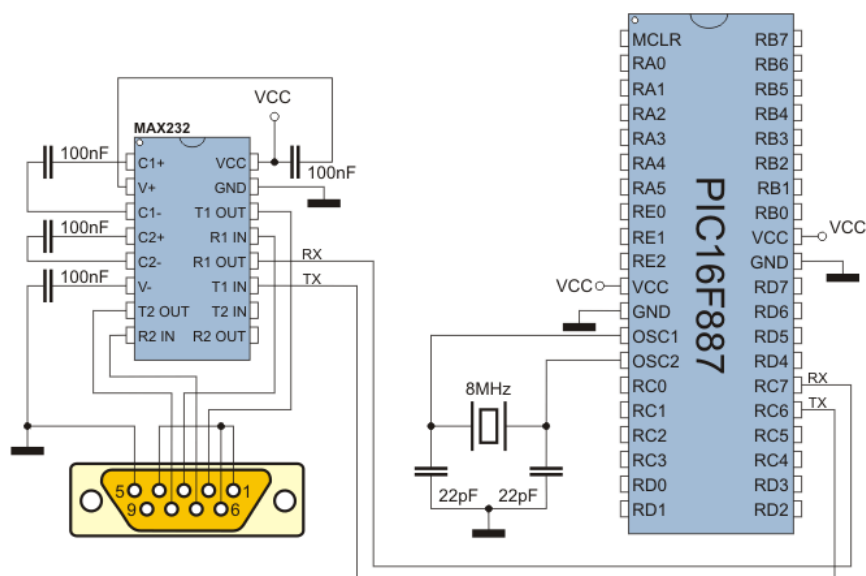 VCC
MAX232
100nF
100nF
C1+ VCC
V+ GND
100nF
C1- T1 OUT
C2+ R1 IN
100nF
C2- R1 OUT
V- T1 IN
T2 OUT T2 IN
R2 IN R2 OUT
RX
TX
5
1
9
6
8MHz
22pF
22pF
PIC16F887
MCLR RB7
RA0 RB6
RA1 RB5
RA2 RB4
RA3 RB3
RA4 RB2
RA5 RB1
RE0 RB0
RE1 VCC VCC
RE2 GND
VCC VCC RD7
GND RD6
OSC1 RD5
OSC2 RD4
RC0 RC7 RX
RC1 RC6 TX
RC2 RC5
RC3 RC4
RD0 RD3
RD1 RD2